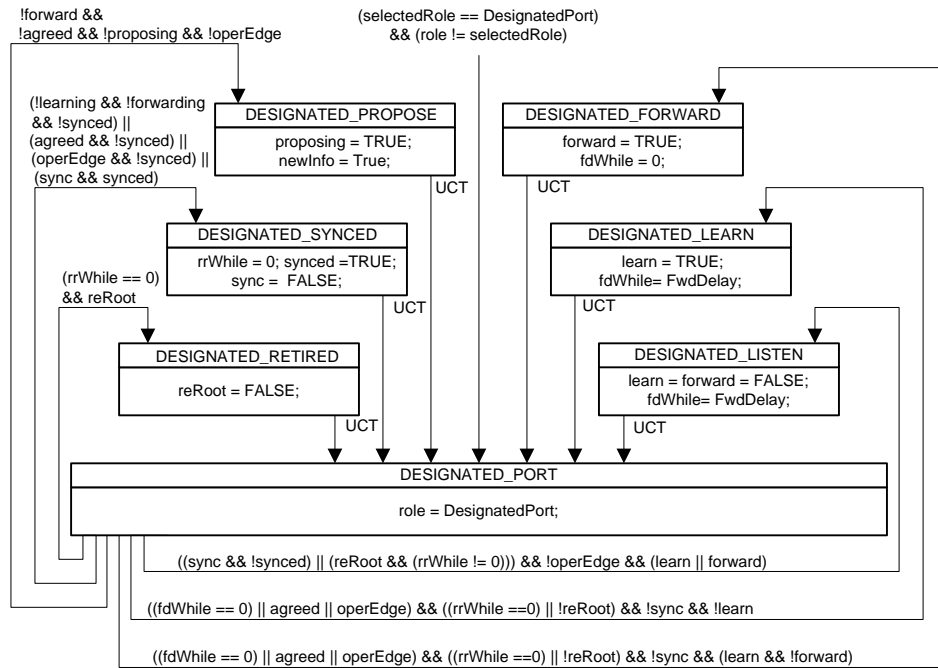 !forward &&
!agreed && !proposing && !operEdge
(selectedRole == DesignatedPort)
&& (role != selectedRole)
(!learning && !forwarding
&& !synced) ||
(agreed && !synced) ||
(operEdge && !synced) ||
(sync && synced)
DESIGNATED_PROPOSE
proposing = TRUE;
newInfo = True;
UCT
DESIGNATED_FORWARD
forward = TRUE;
fdWhile = 0;
UCT
DESIGNATED_SYNCED
rrWhile = 0; synced =TRUE;
sync = FALSE;
UCT
DESIGNATED_LEARN
learn = TRUE;
fdWhile= FwdDelay;
UCT
(rrWhile == 0)
&& reRoot
DESIGNATED_RETIRED
reRoot = FALSE;
UCT
DESIGNATED_LISTEN
learn = forward = FALSE;
fdWhile= FwdDelay;
UCT
DESIGNATED_PORT
role = DesignatedPort;
((sync && !synced) || (reRoot && (rrWhile != 0))) && !operEdge && (learn || forward)
((fdWhile == 0) || agreed || operEdge) && ((rrWhile ==0) || !reRoot) && !sync && !learn
((fdWhile == 0) || agreed || operEdge) && ((rrWhile ==0) || !reRoot) && !sync && (learn && !forward)